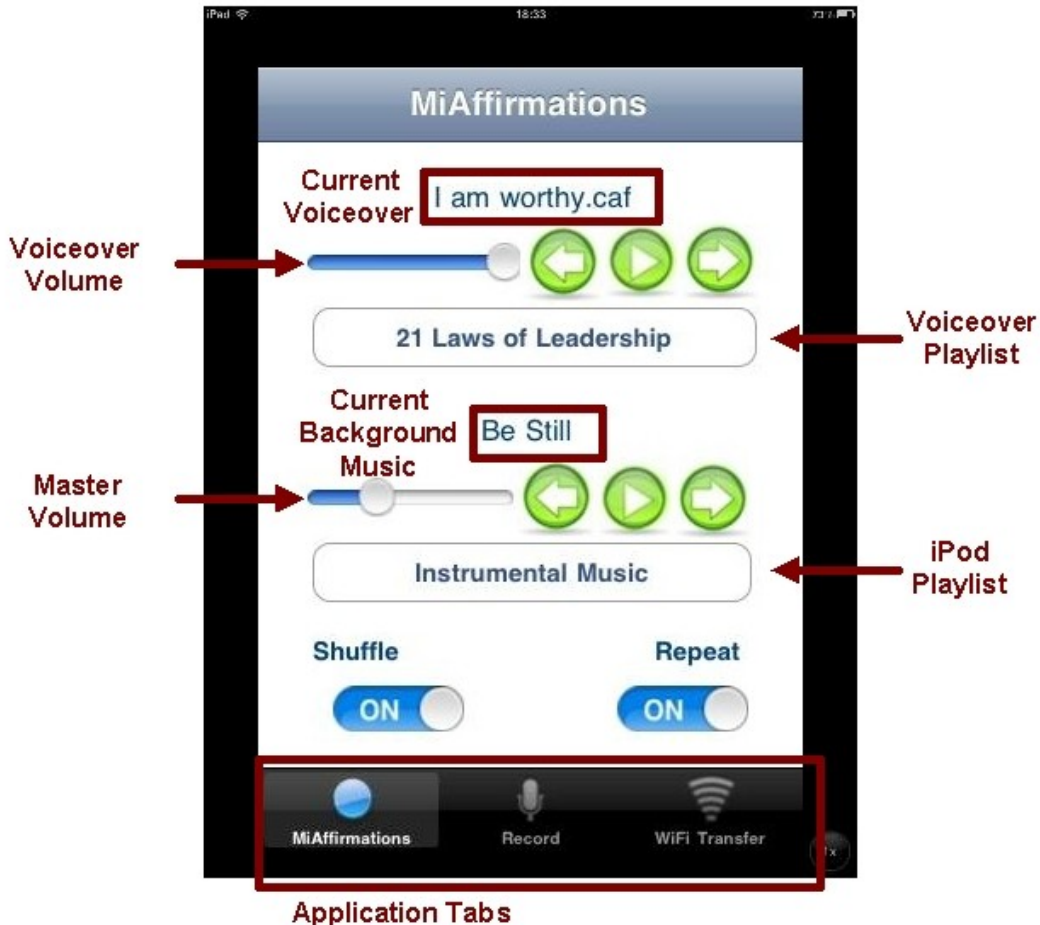 iPad 18:33
MiAffirmations
Current
Voiceover
I am worthy.caf
Voiceover
Volume
21 Laws of Leadership
Voiceover
Playlist
Current
Background
Music
Be Still
Master
Volume
Instrumental Music
iPod
Playlist
Shuffle Repeat
ON ON
MiAffirmations Record WiFi Transfer
Application Tabs